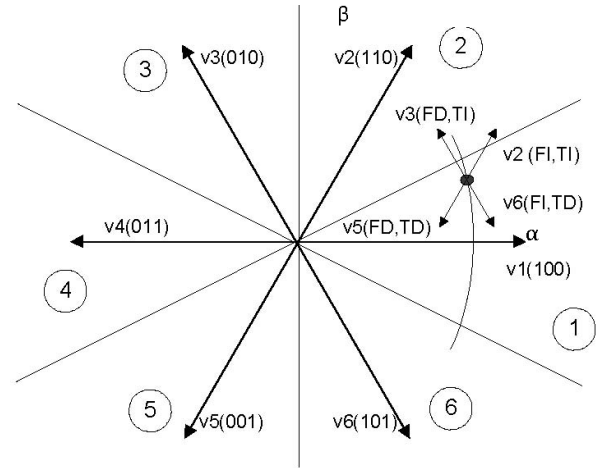 β
2
3
v3(010)
v2(110)
v3(FD,TI)
v2 (FI,TI)
v6(FI,TD)
v4(011)
v5(FD,TD)
α
v1(100)
4
1
5
v5(001)
v6(101)
6